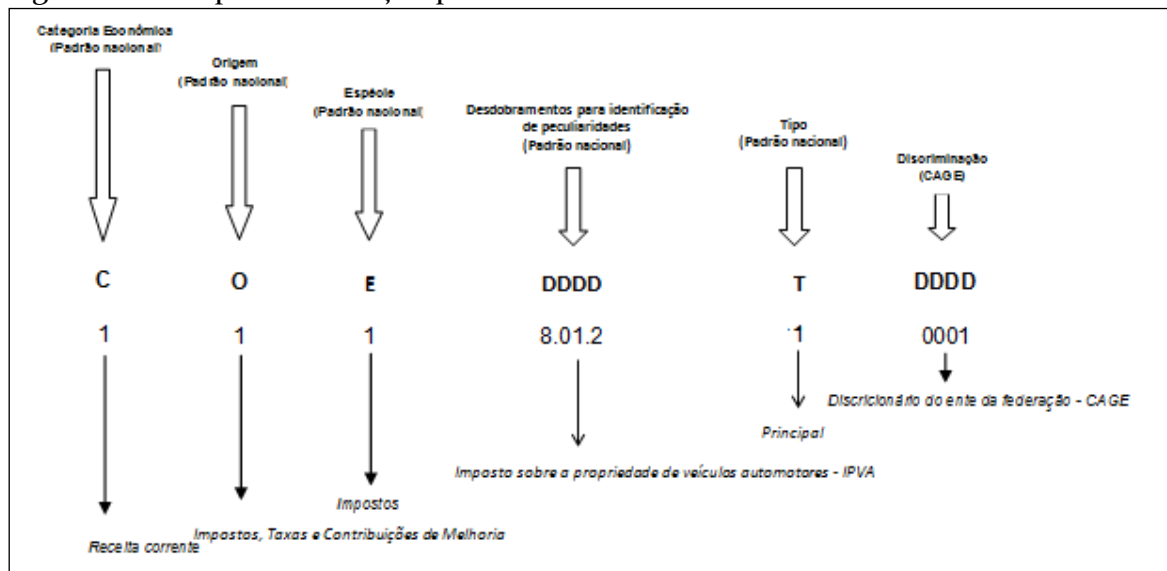 Categoria Econômica
(Padrão nacional)
Origem
(Padrão nacional(
Espécie
(Padrão nacional(
Desdobramentos para identificação
de peculiaridades
(Padrão nacional)
Tipo
(Padrão nacional)
Discriminação
(CAGE)
C O E DDDD T DDDD
1 1 1 8.01.2 1 0001
Discricionário do ente da federação - CAGE
Principal
Imposto sobre a propriedade de veículas automotores - IPVA
Impostos
Impostos, Taxas e Contribuições de Melhoria
Receita corrente